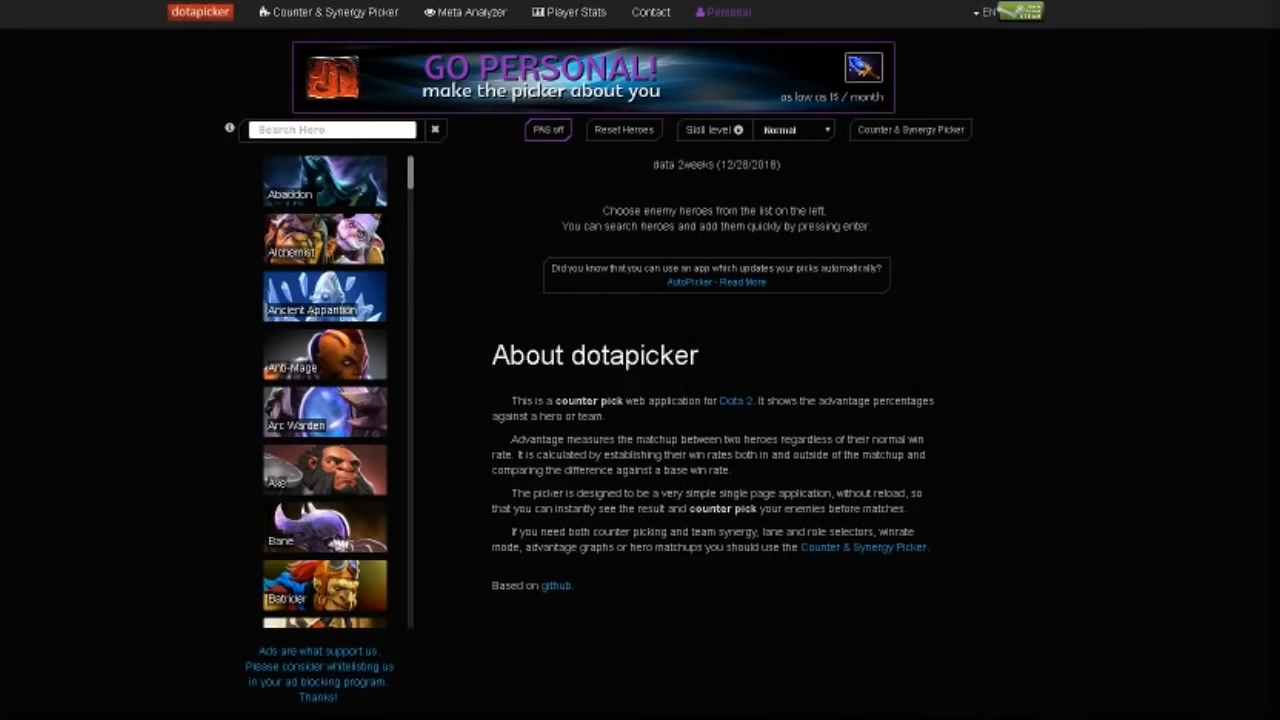 dotapicker Counter & Synergy Picker Meta Analyzer Player Stats Contact Personal EN
GO PERSONAL!
make the picker about you
as low as 1$ / month
Search Hero PAS off Reset Heroes Skill level Normal Counter & Synergy Picker
data 2weeks (12/28/2018)
Choose enemy heroes from the list on the left.
You can search heroes and add them quickly by pressing enter.
Did you know that you can use an app which updates your picks automatically?
AutoPicker - Read More
Abaddon
Alchemist
Ancient Apparition
Anti-Mage
Arc Warden
Axe
Bane
Batrider
About dotapicker
This is a counter pick web application for Dota 2. It shows the advantage percentages
against a hero or team.
Advantage measures the matchup between two heroes regardless of their normal win
rate. It is calculated by establishing their win rates both in and outside of the matchup and
comparing the difference against a base win rate.
The picker is designed to be a very simple single page application, without reload, so
that you can instantly see the result and counter pick your enemies before matches.
If you need both counter picking and team synergy, lane and role selectors, winrate
mode, advantage graphs or hero matchups you should use the Counter & Synergy Picker.
Based on github.
Ads are what support us.
Please consider whitelisting us
in your ad blocking program.
Thanks!